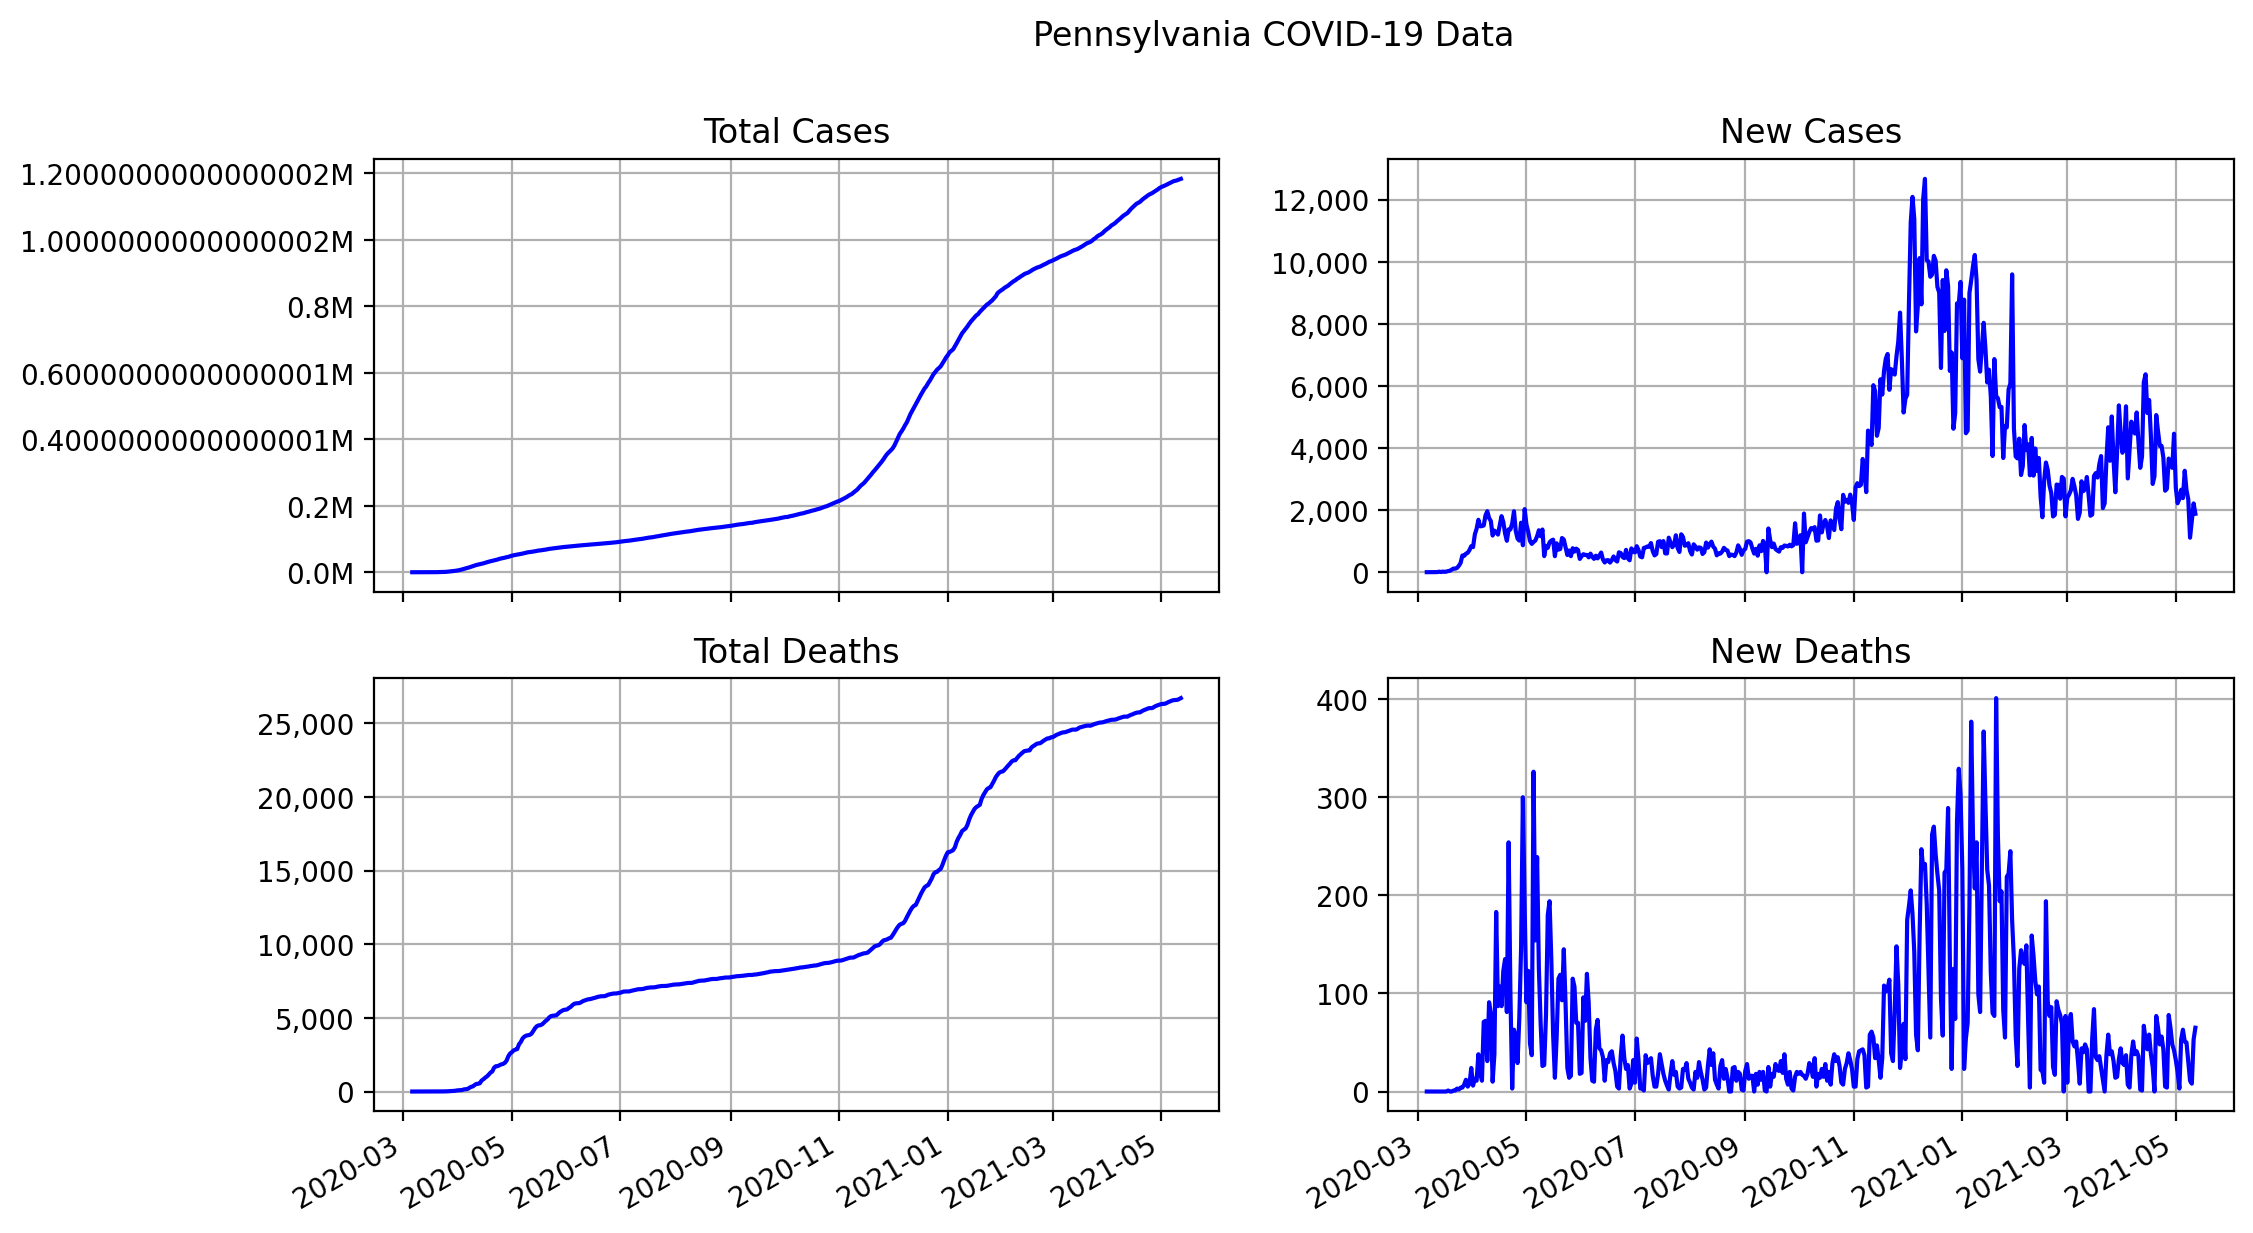 Pennsylvania COVID-19 Data
Total Cases
1.2000000000000002M
1.0000000000000002M
0.8M
0.6000000000000001M
0.4000000000000001M
0.2M
0.0M
New Cases
12,000
10,000
8,000
6,000
4,000
2,000
0
Total Deaths
25,000
20,000
15,000
10,000
5,000
0
2020-03
2020-05
2020-07
2020-09
2020-11
2021-01
2021-03
2021-05
New Deaths
400
300
200
100
0
2020-03
2020-05
2020-07
2020-09
2020-11
2021-01
2021-03
2021-05